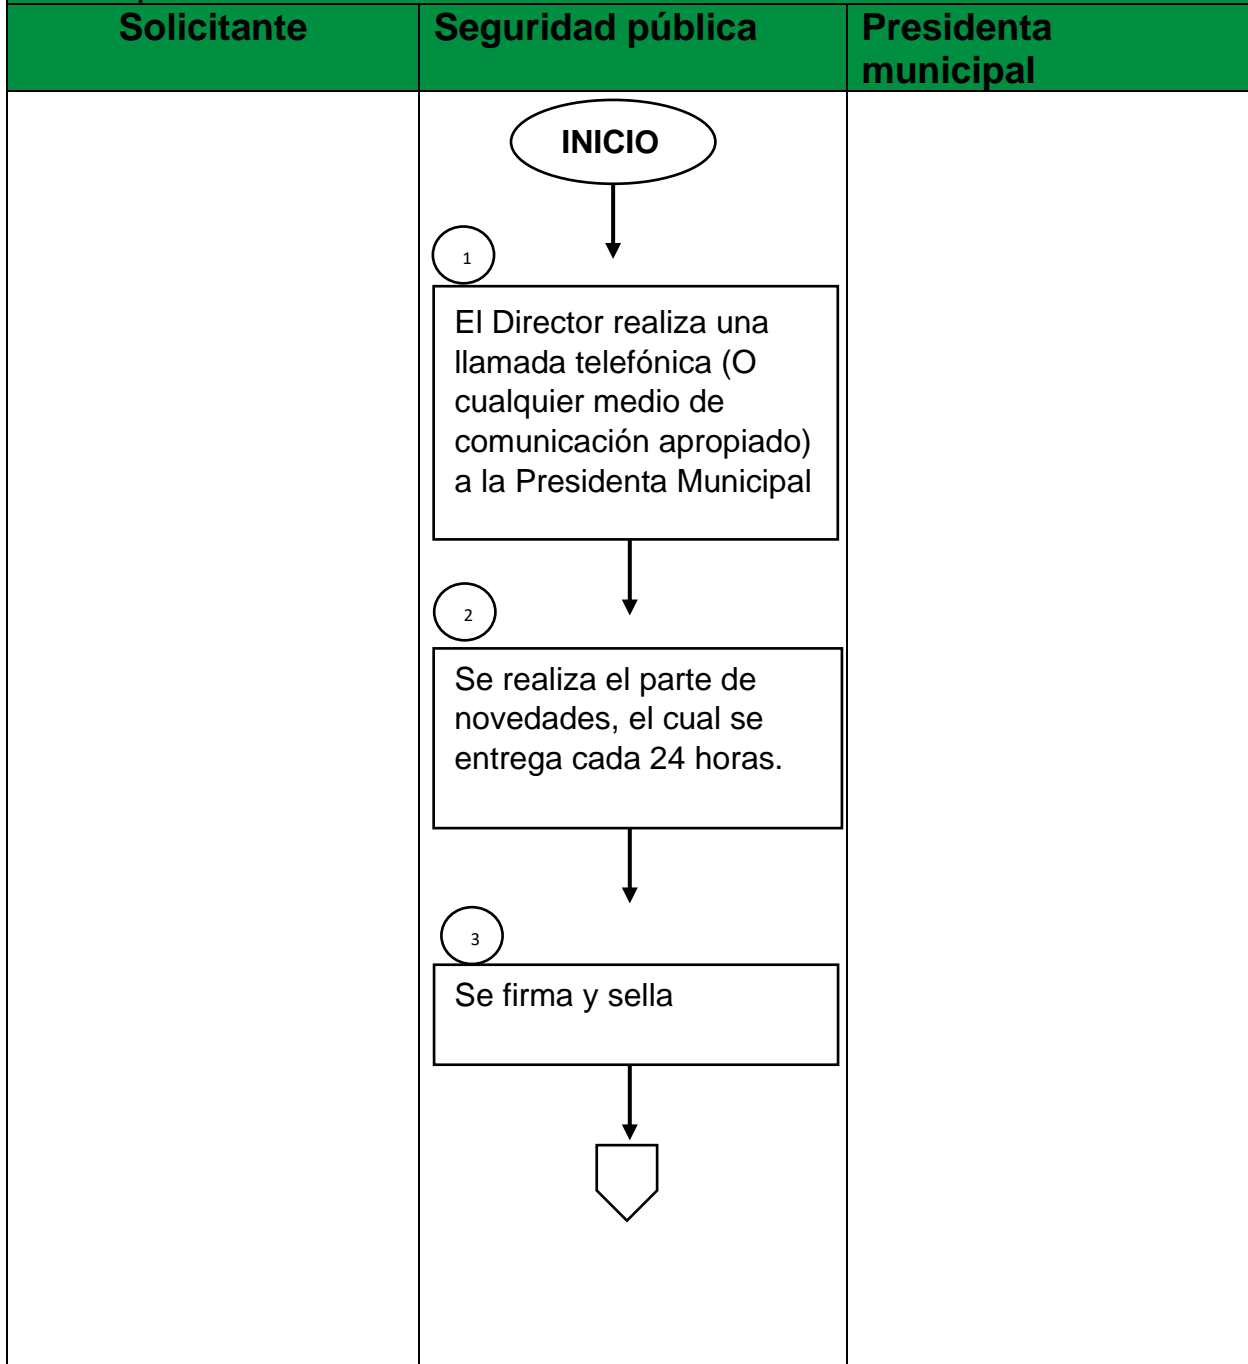 Solicitante
Seguridad pública
Presidenta
municipal
INICIO
1
El Director realiza una
llamada telefónica (O
cualquier medio de
comunicación apropiado)
a la Presidenta Municipal
2
Se realiza el parte de
novedades, el cual se
entrega cada 24 horas.
3
Se firma y sella